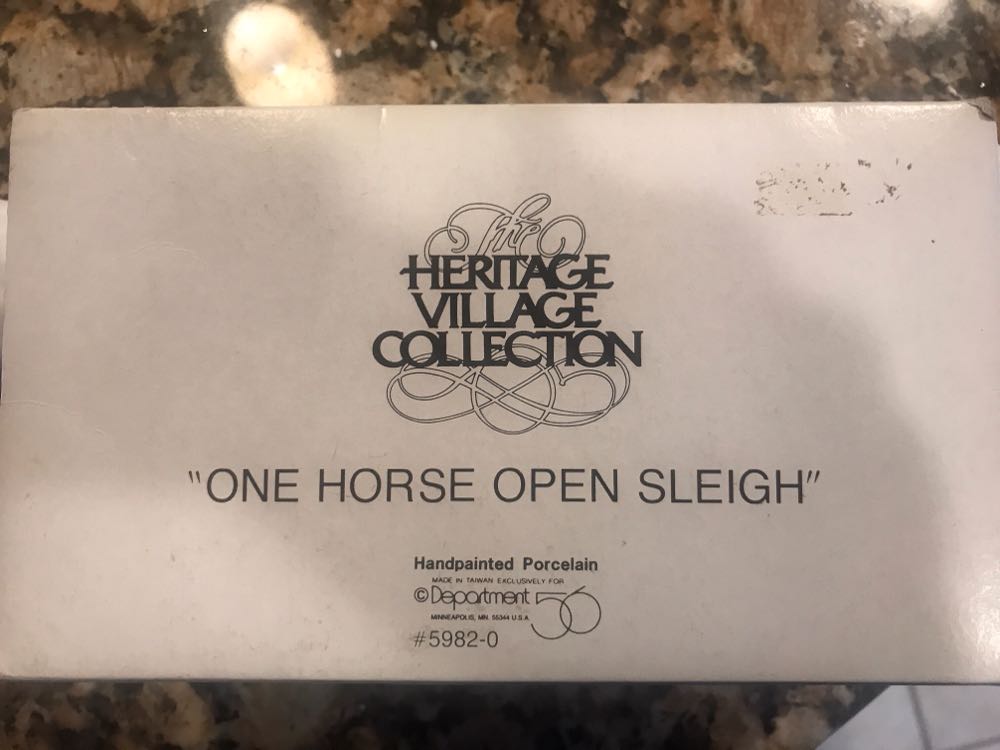 The
HERITAGE
VILLAGE
COLLECTION
"ONE HORSE OPEN SLEIGH"
Handpainted Porcelain
MADE IN TAIWAN EXCLUSIVELY FOR
© Department 56
MINNEAPOLIS, MN. 55344 U.S.A.
#5982-0